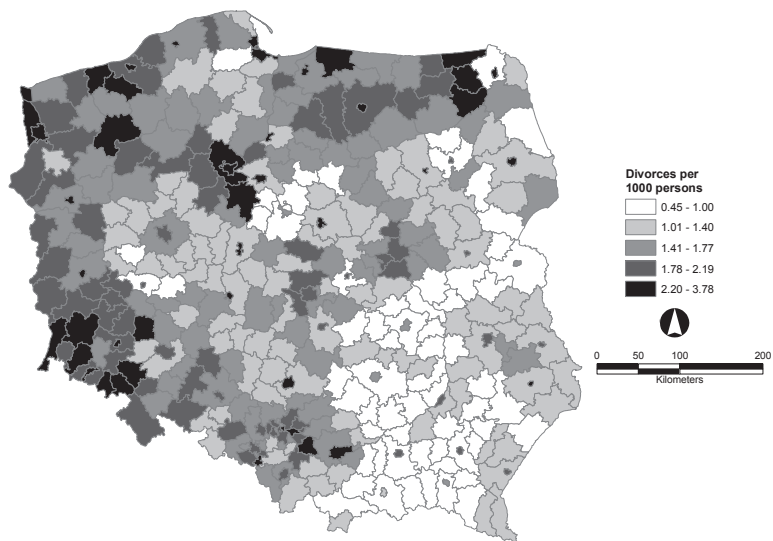 Divorces per
1000 persons
0.45 - 1.00
1.01 - 1.40
1.41 - 1.77
1.78 - 2.19
2.20 - 3.78
0 50 100 200
Kilometers